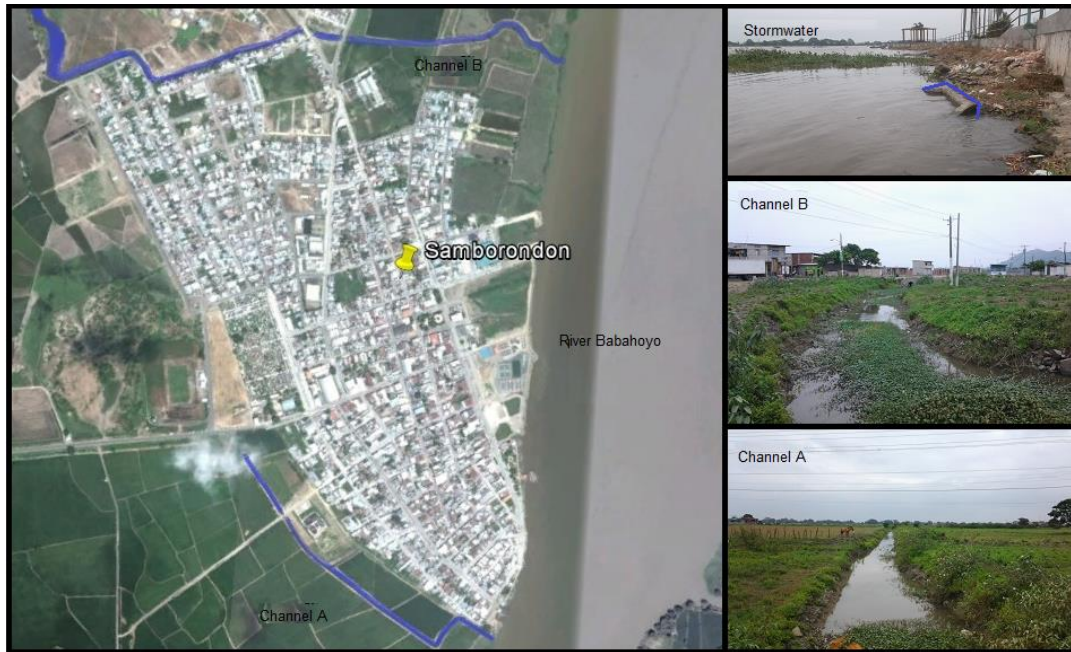 Channel B
Samborondon
River Babahoyo
Channel A
Stormwater
Channel B
Channel A